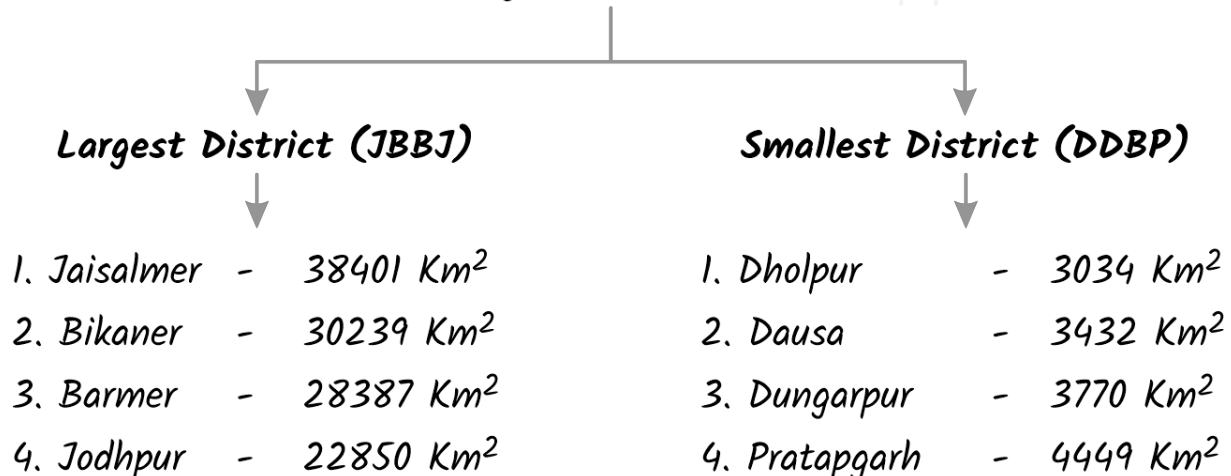 Largest District (JBBJ)
1. Jaisalmer - 38401 Km²
2. Bikaner - 30239 Km²
3. Barmer - 28387 Km²
4. Jodhpur - 22850 Km²
Smallest District (DDBP)
1. Dholpur - 3034 Km²
2. Dausa - 3432 Km²
3. Dungarpur - 3770 Km²
4. Pratapgarh - 4449 Km²